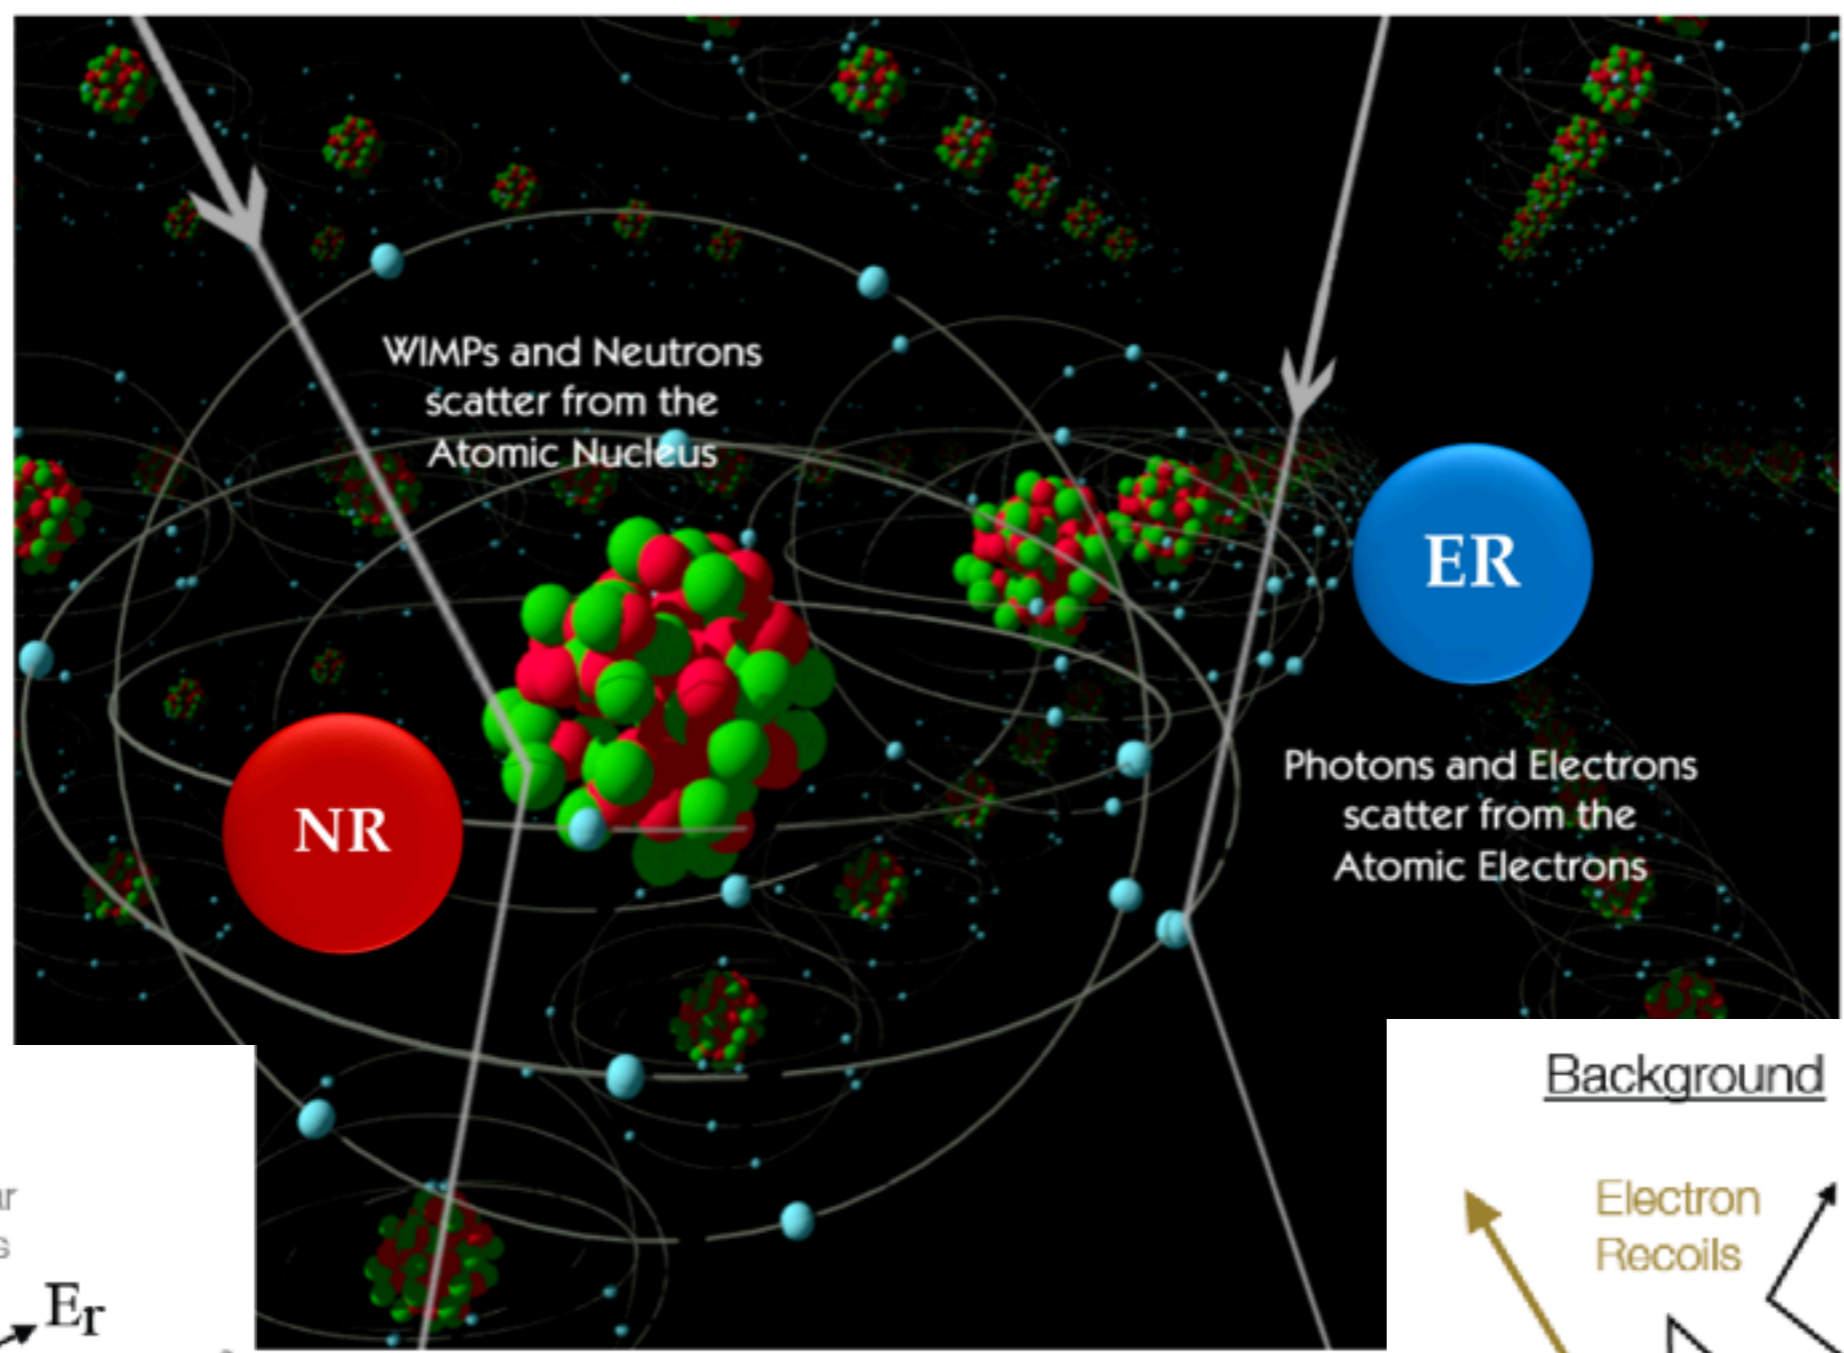 WIMPs and Neutrons
scatter from the
Atomic Nucleus
ER
NR
Photons and Electrons
scatter from the
Atomic Electrons
Background
Electron
Recoils
Er